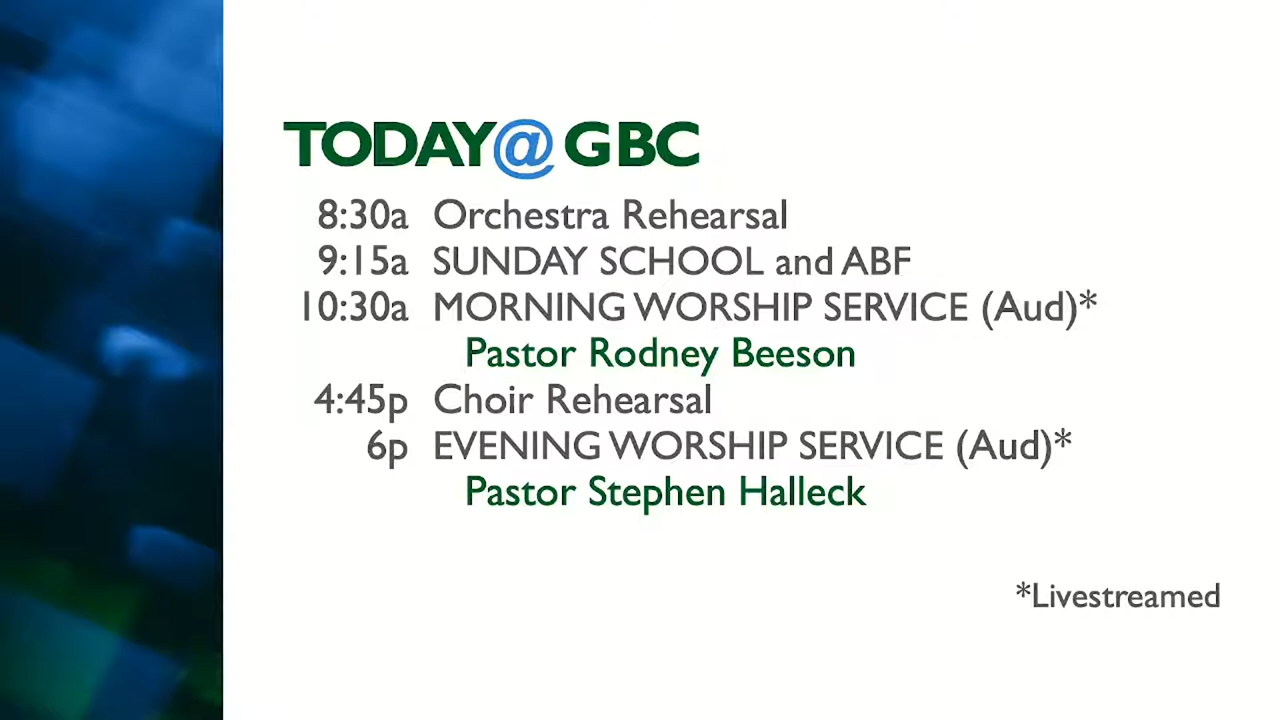 TODAY@GBC
8:30a Orchestra Rehearsal
9:15a SUNDAY SCHOOL and ABF
10:30a MORNING WORSHIP SERVICE (Aud)*
Pastor Rodney Beeson
4:45p Choir Rehearsal
6p EVENING WORSHIP SERVICE (Aud)*
Pastor Stephen Halleck
*Livestreamed